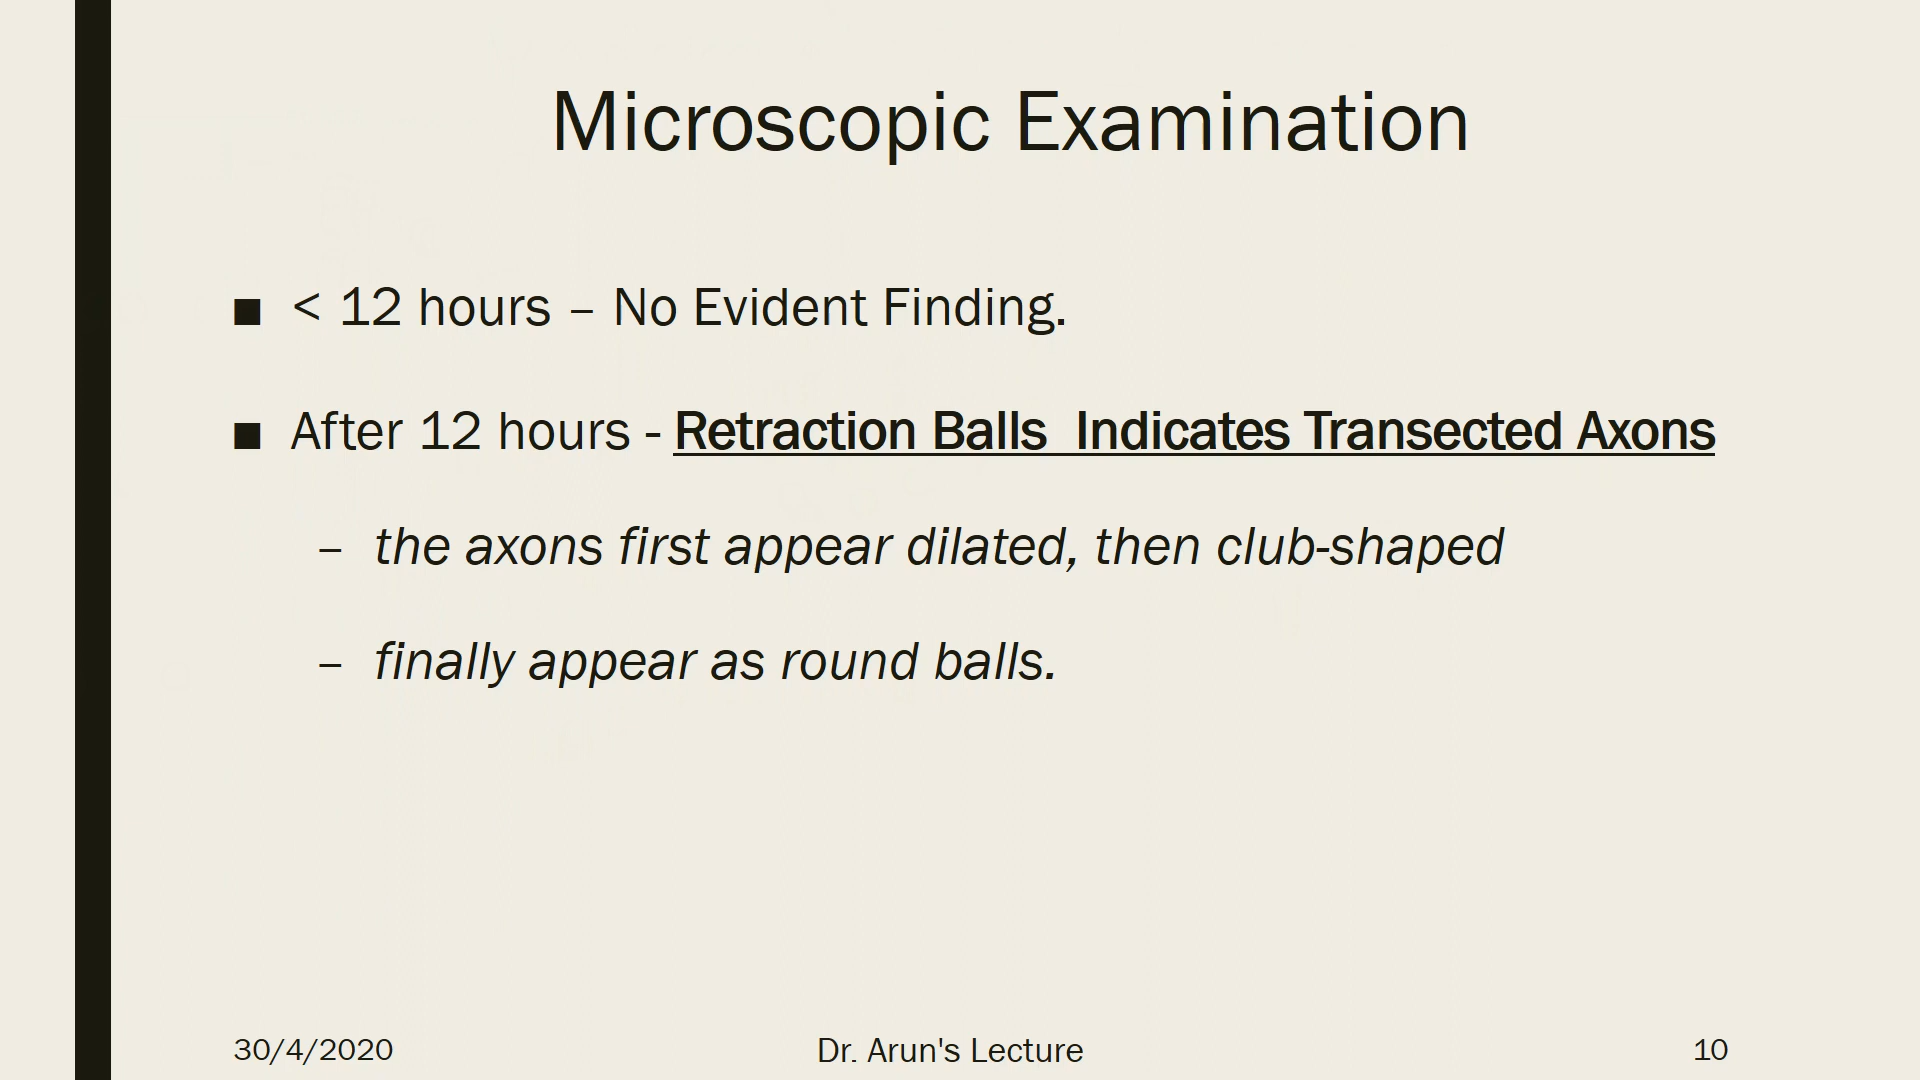 Microscopic Examination
■ < 12 hours – No Evident Finding.
■ After 12 hours - Retraction Balls  Indicates Transected Axons
– the axons first appear dilated, then club-shaped
– finally appear as round balls.
30/4/2020 Dr. Arun's Lecture 10